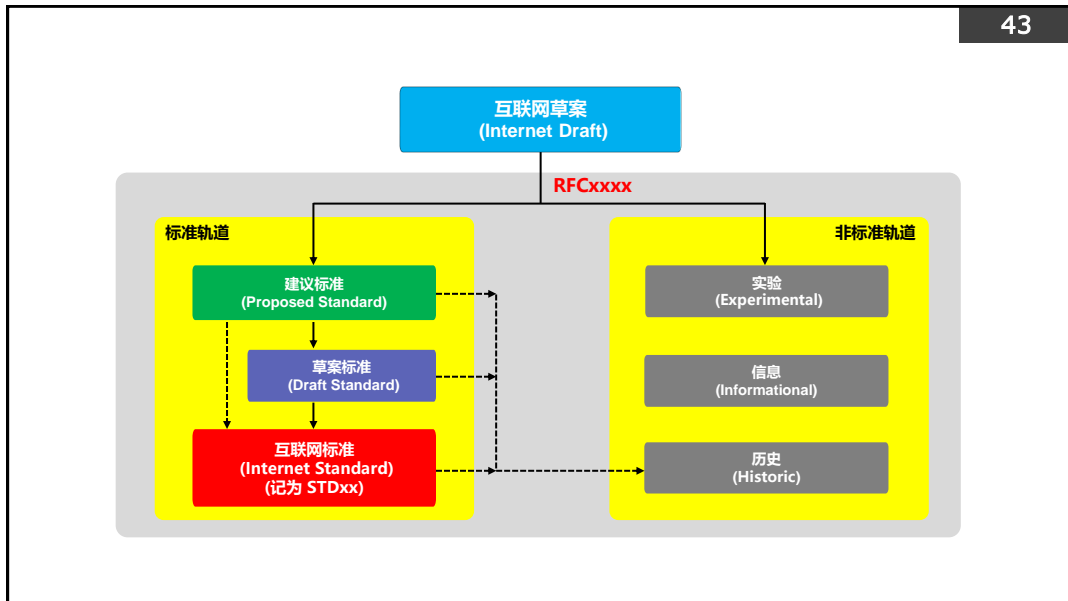 43
互联网草案
(Internet Draft)
RFCxxxx
标准轨道
建议标准
(Proposed Standard)
草案标准
(Draft Standard)
互联网标准
(Internet Standard)
(记为 STDxx)
非标准轨道
实验
(Experimental)
信息
(Informational)
历史
(Historic)